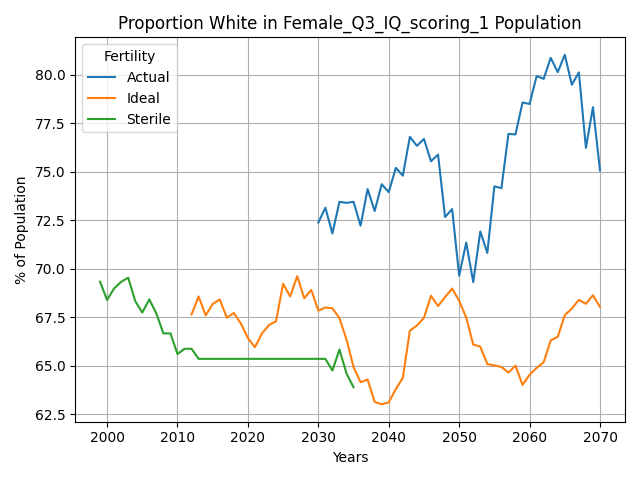 Proportion White in Female_Q3_IQ_scoring_1 Population
Fertility
Actual
Ideal
Sterile
% of Population
80.0
77.5
75.0
72.5
70.0
67.5
65.0
62.5
2000 2010 2020 2030 2040 2050 2060 2070
Years